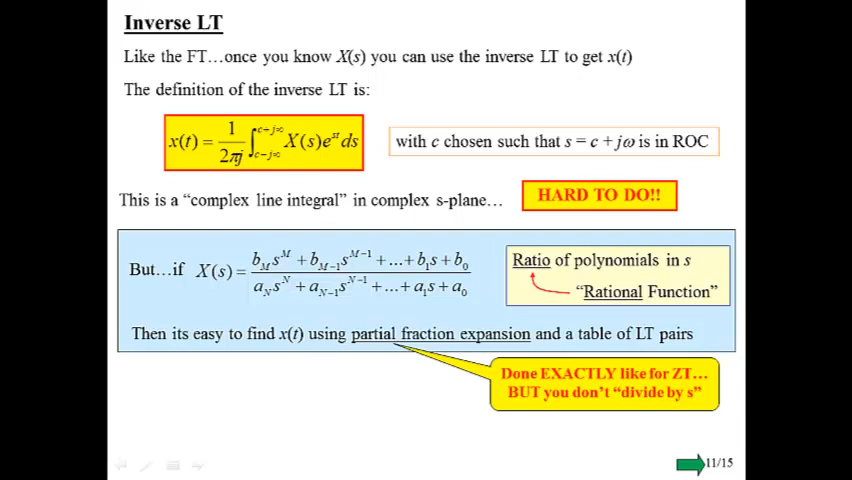 Inverse LT
Like the FT…once you know X(s) you can use the inverse LT to get x(t)
The definition of the inverse LT is:
x(t) = \frac{1}{2πj} ∫_{c−j∞}^{c+j∞} X(s)e^{st} ds
with c chosen such that s = c + jω is in ROC
This is a “complex line integral” in complex s-plane…
HARD TO DO!!
But…if X(s) = \frac{b_M s^M + b_{M−1} s^{M−1} + … + b_1 s + b_0}{a_N s^N + a_{N−1} s^{N−1} + … + a_1 s + a_0}
Ratio of polynomials in s
“Rational Function”
Then its easy to find x(t) using partial fraction expansion and a table of LT pairs
Done EXACTLY like for ZT…
BUT you don’t “divide by s”
11/15